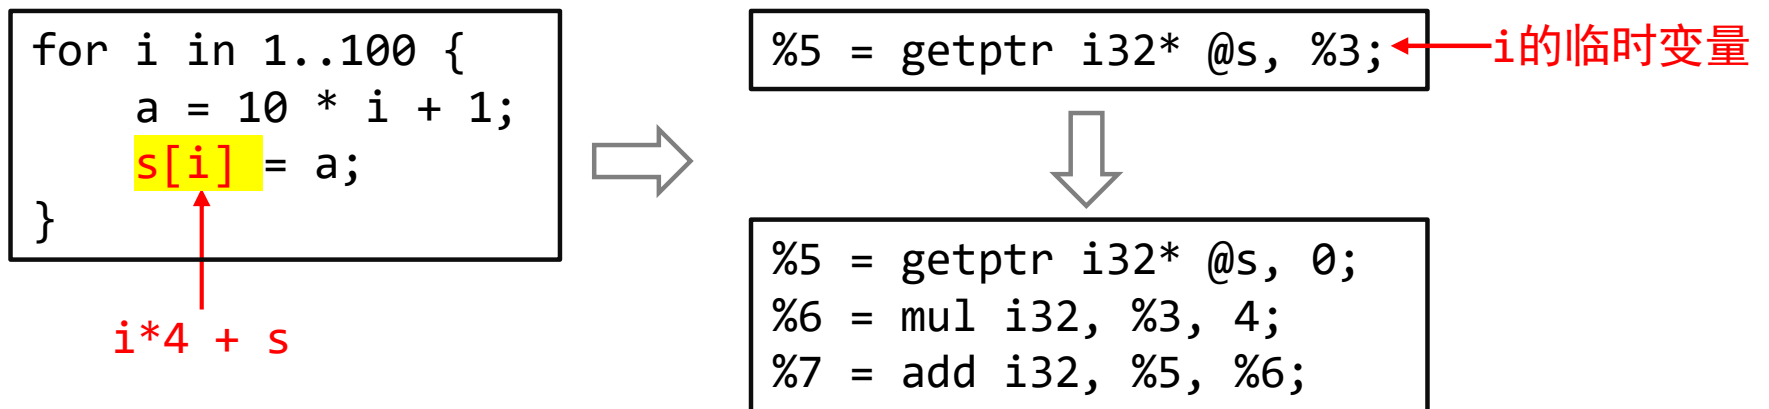 for i in 1..100 {
a = 10 * i + 1;
s[i] = a;
}
i*4 + s
%5 = getptr i32* @s, %3;
i的临时变量
%5 = getptr i32* @s, 0;
%6 = mul i32, %3, 4;
%7 = add i32, %5, %6;